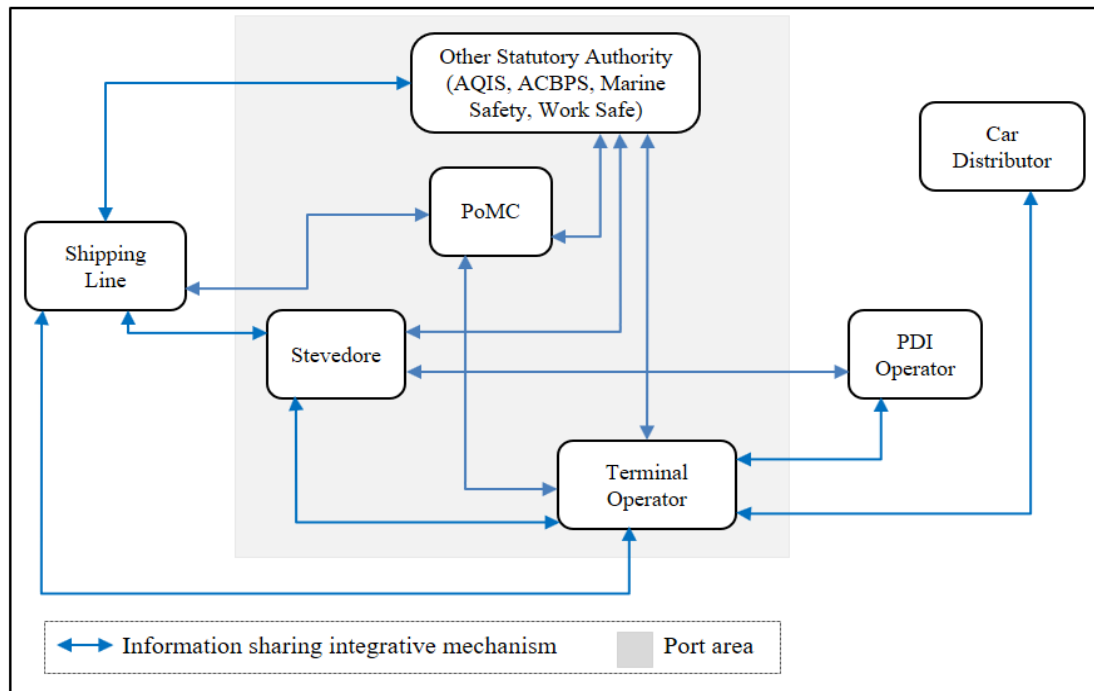 Other Statutory Authority
(AQIS, ACBPS, Marine
Safety, Work Safe)
Car
Distributor
PoMC
Shipping
Line
Stevedore
PDI
Operator
Terminal
Operator
Information sharing integrative mechanism
Port area